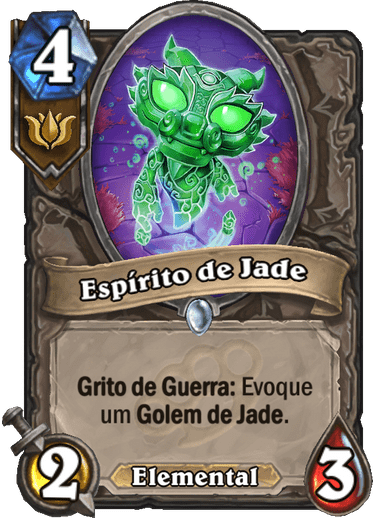 4
Espírito de Jade
Grito de Guerra: Evoque
um Golem de Jade.
2
Elemental
3